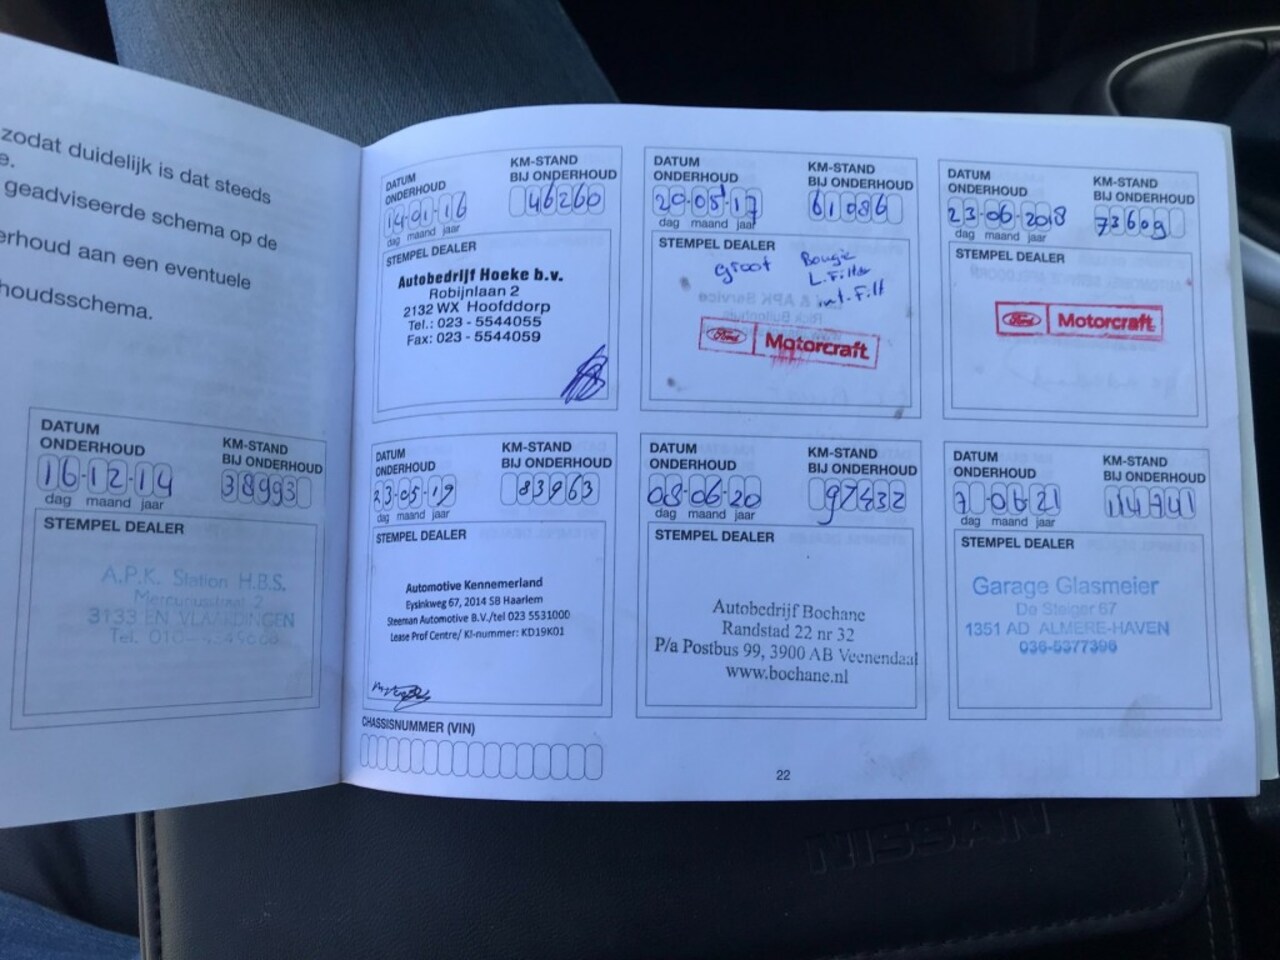 zodat duidelijk is dat steeds
e.
geadviseerde schema op de
erhoud aan een eventuele
houdsschema.
DATUM
ONDERHOUD
KM-STAND
BIJ ONDERHOUD
16-12-14
38993
dag maand jaar
STEMPEL DEALER
A.P.K. Station H.B.S.
Mercuriusstraat 2
3133 EN VLAARDINGEN
Tel. 010-
DATUM
ONDERHOUD
KM-STAND
BIJ ONDERHOUD
14-01-16
46260
dag maand jaar
STEMPEL DEALER
Autobedrijf Hoeke b.v.
Robijnlaan 2
2132 WX Hoofddorp
Tel.: 023 - 5544055
Fax: 023 - 5544059
DATUM
ONDERHOUD
KM-STAND
BIJ ONDERHOUD
20-05-17
61086
dag maand jaar
STEMPEL DEALER
groot Bougie
L. Filter
int. Filt
Ford Motorcraft
DATUM
ONDERHOUD
KM-STAND
BIJ ONDERHOUD
23-06-2018
73609
dag maand jaar
STEMPEL DEALER
Ford Motorcraft
DATUM
ONDERHOUD
KM-STAND
BIJ ONDERHOUD
23-05-19
83963
dag maand jaar
STEMPEL DEALER
Automotive Kennemerland
Eysinkweg 67, 2014 SB Haarlem
Steeman Automotive B.V./tel 023 5531000
Lease Prof Centre/ KI-nummer: KD19K01
DATUM
ONDERHOUD
KM-STAND
BIJ ONDERHOUD
08-06-20
97432
dag maand jaar
STEMPEL DEALER
Autobedrijf Bochane
Randstad 22 nr 32
P/a Postbus 99, 3900 AB Veenendaal
www.bochane.nl
DATUM
ONDERHOUD
KM-STAND
BIJ ONDERHOUD
7-06-21
114741
dag maand jaar
STEMPEL DEALER
Garage Glasmeier
De Steiger 67
1351 AD ALMERE-HAVEN
036-5377396
CHASSISNUMMER (VIN)
22
NISSAN